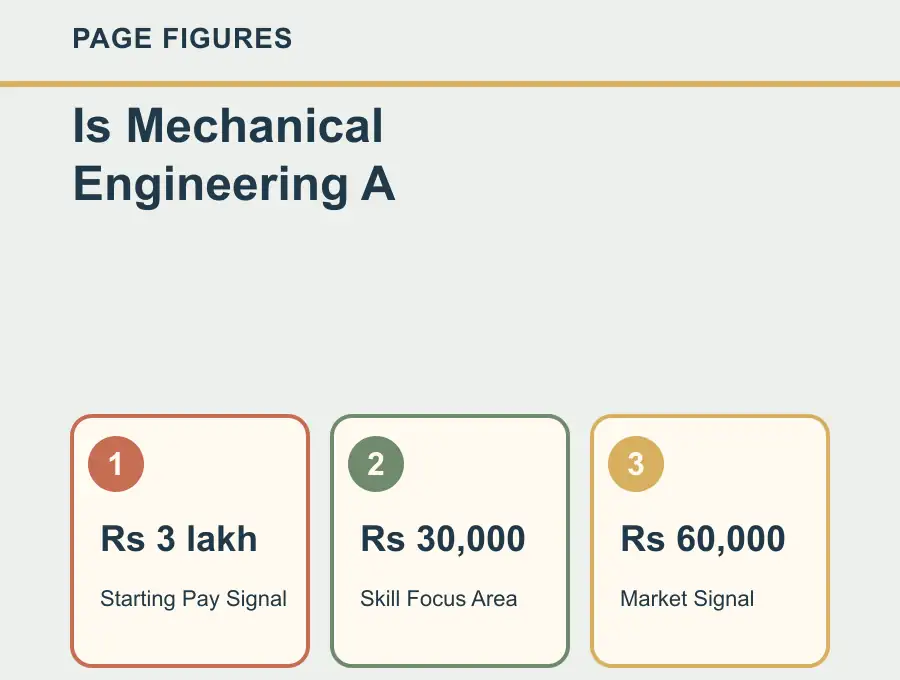 PAGE FIGURES
Is Mechanical
Engineering A
1
Rs 3 lakh
Starting Pay Signal
2
Rs 30,000
Skill Focus Area
3
Rs 60,000
Market Signal